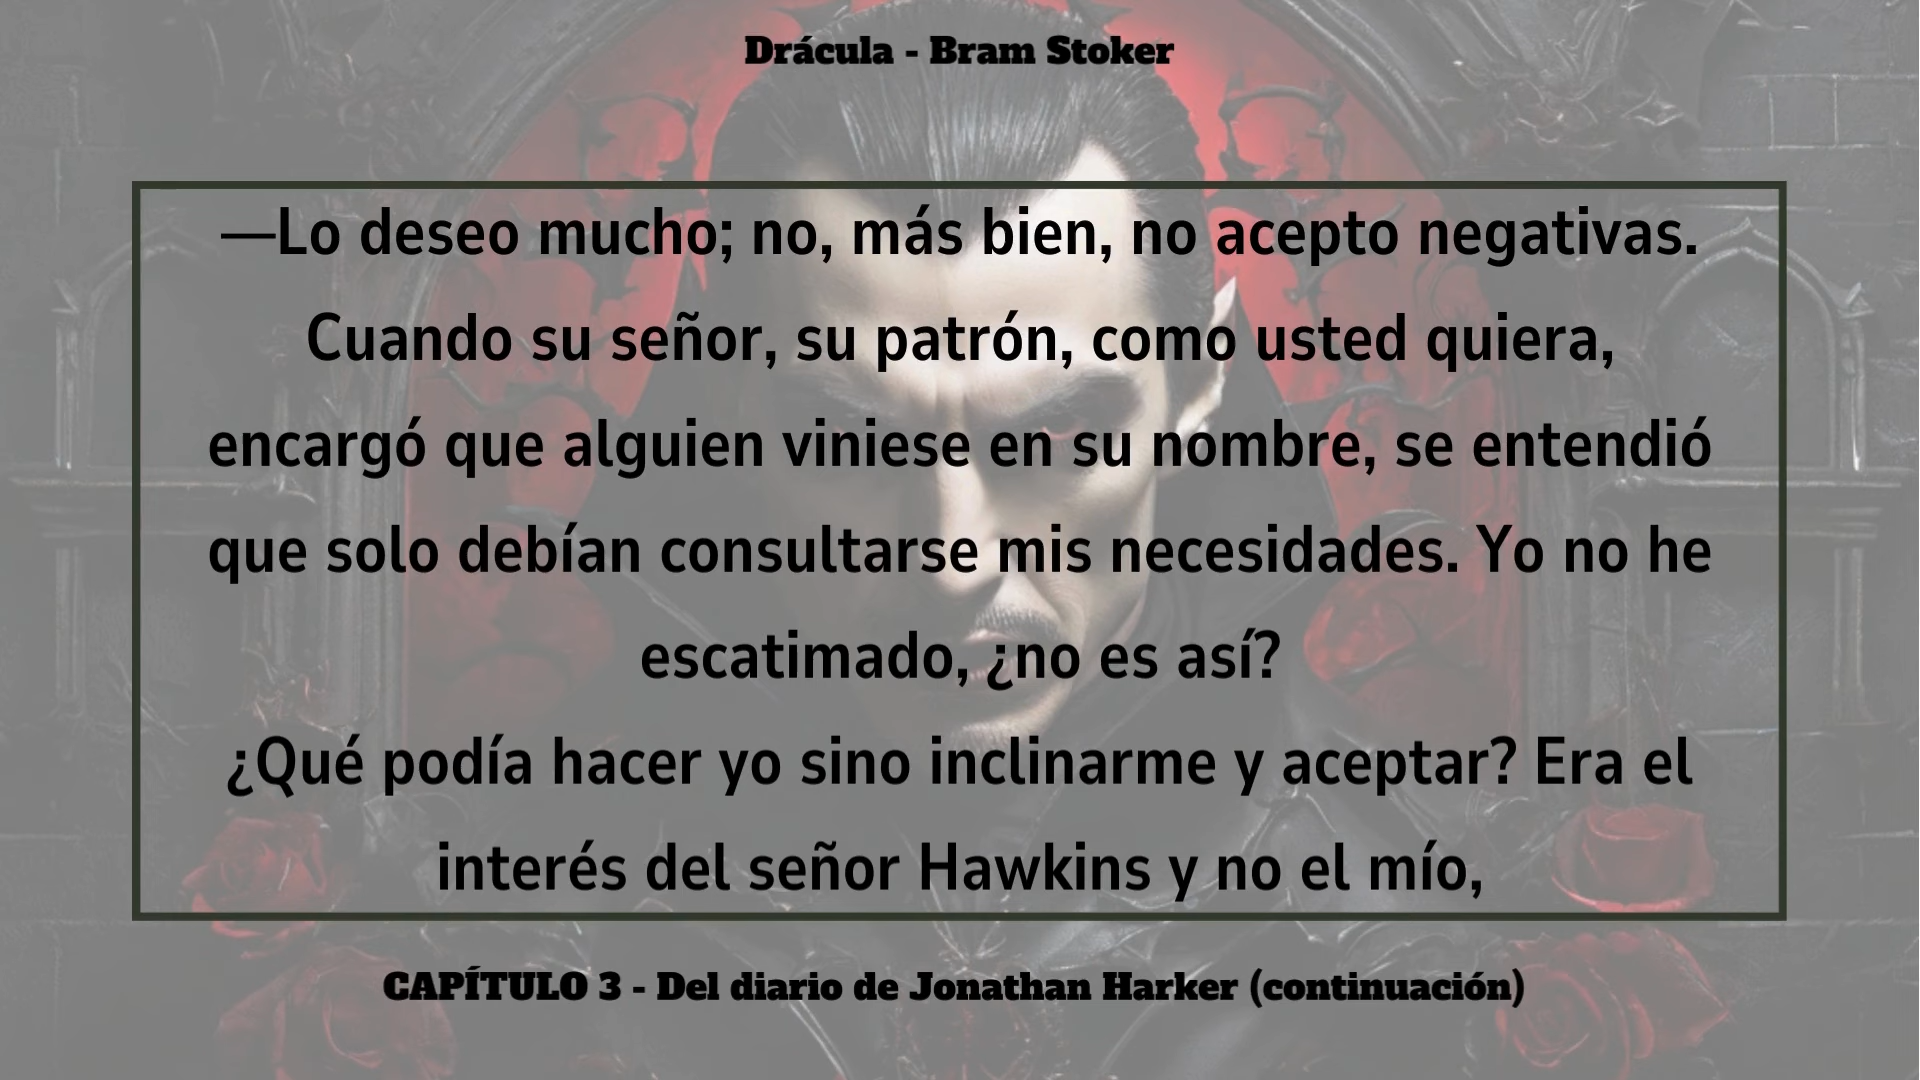 Drácula - Bram Stoker
—Lo deseo mucho; no, más bien, no acepto negativas.
Cuando su señor, su patrón, como usted quiera,
encargó que alguien viniese en su nombre, se entendió
que solo debían consultarse mis necesidades. Yo no he
escatimado, ¿no es así?
¿Qué podía hacer yo sino inclinarme y aceptar? Era el
interés del señor Hawkins y no el mío,
CAPÍTULO 3 - Del diario de Jonathan Harker (continuación)